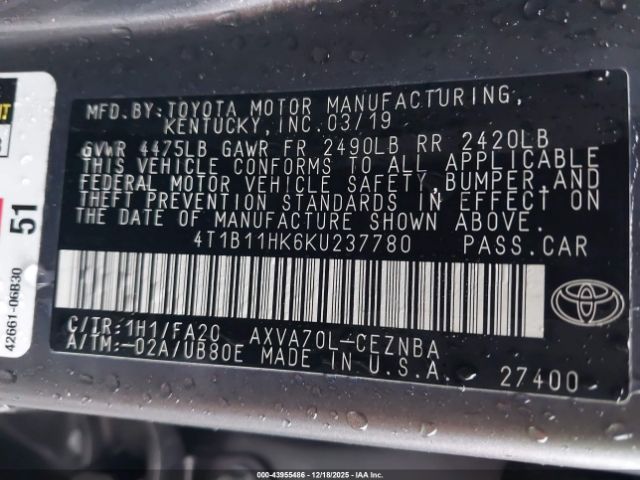 MFD.BY:TOYOTA MOTOR MANUFACTURING,
KENTUCKY, INC.03/19
GVWR 4475LB GAWR FR 2490LB RR 2420LB
THIS VEHICLE CONFORMS TO ALL APPLICABLE
FEDERAL MOTOR VEHICLE SAFETY,BUMPER,AND
THEFT PREVENTION STANDARDS IN EFFECT ON
THE DATE OF MANUFACTURE SHOWN ABOVE.
4T1B11HK6KU237780 PASS.CAR
C/TR:1H1/FA20 AXVA70L-CEZNBA
A/TM:-02A/UB80E MADE IN U.S.A.
27400
51
42661-06B30
000-43955486 - 12/18/2025 - IAAI.CA